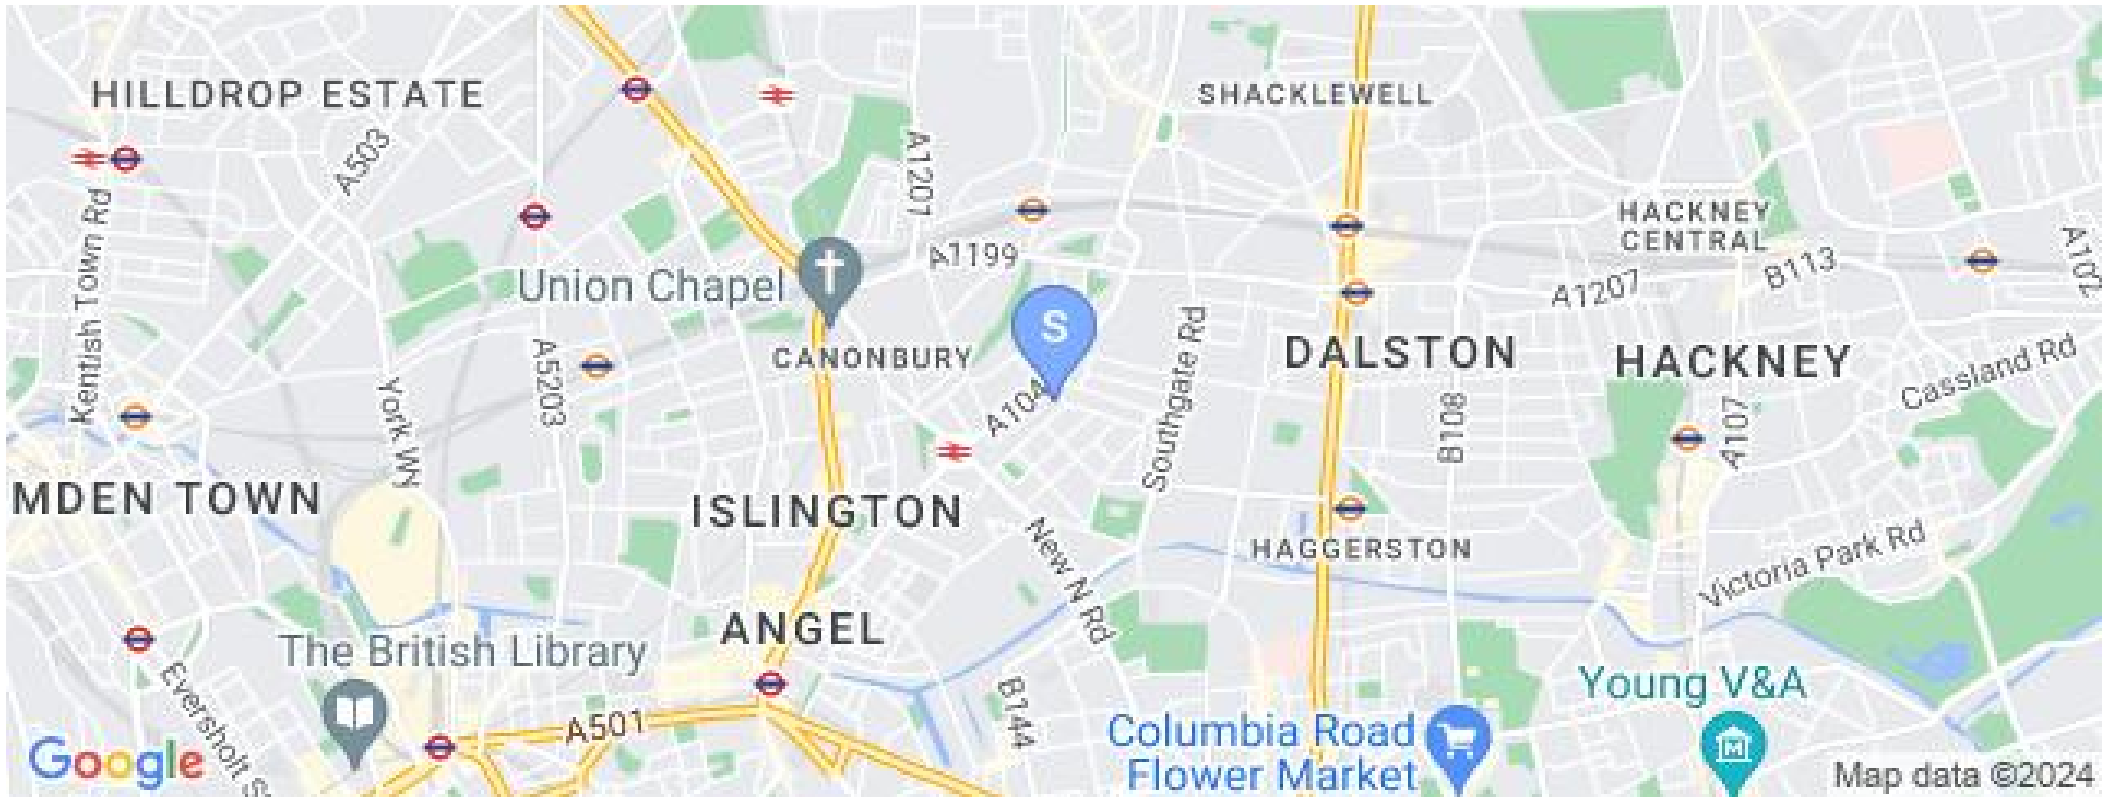 HILLDROP ESTATE
SHACKLEWELL
A503
A1207
Kentish Town Rd
HACKNEY
CENTRAL
A1199
B113
A102
A1207
Union Chapel
S
Southgate Rd
CANONBURY
DALSTON
HACKNEY
Cassland Rd
A5203
York Wy
A104
B108
A107
MDEN TOWN
ISLINGTON
New N Rd
HAGGERSTON
Victoria Park Rd
ANGEL
The British Library
Eversholt S
B144
Young V&A
A501
Columbia Road
Flower Market
M
Google
Map data ©2024